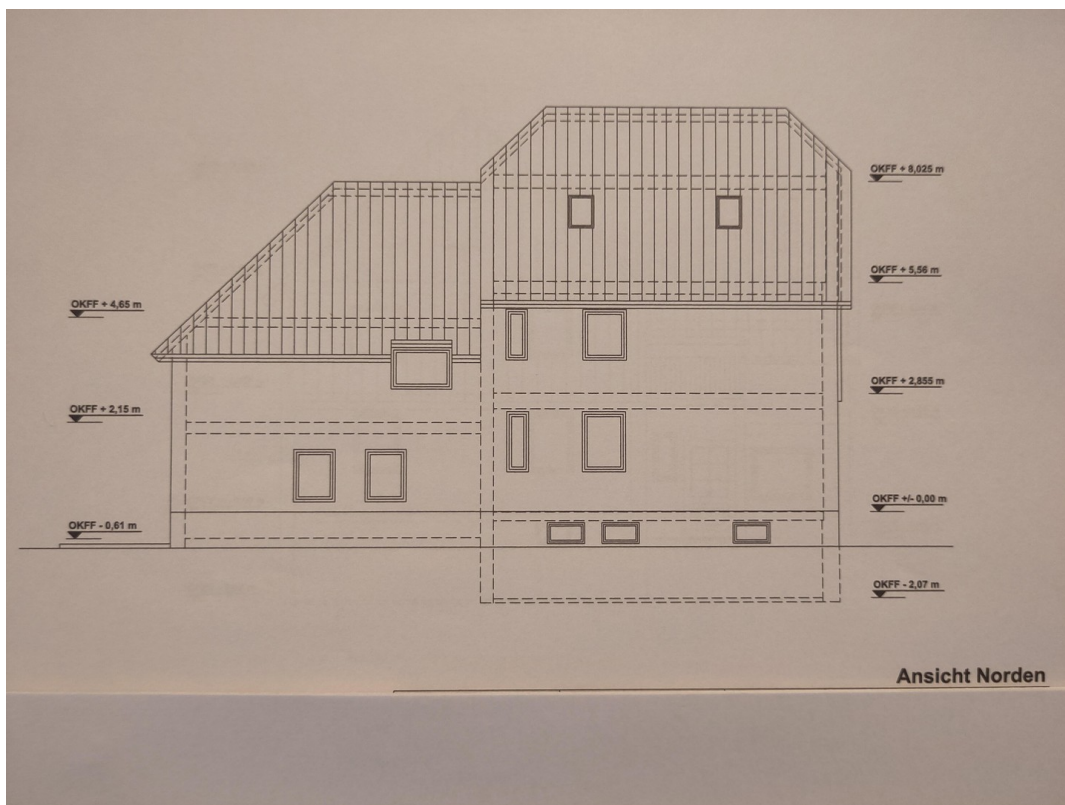 OKFF + 8,025 m
OKFF + 5,56 m
OKFF + 4,65 m
OKFF + 2,855 m
OKFF + 2,15 m
OKFF +/- 0,00 m
OKFF - 0,61 m
OKFF - 2,07 m
Ansicht Norden